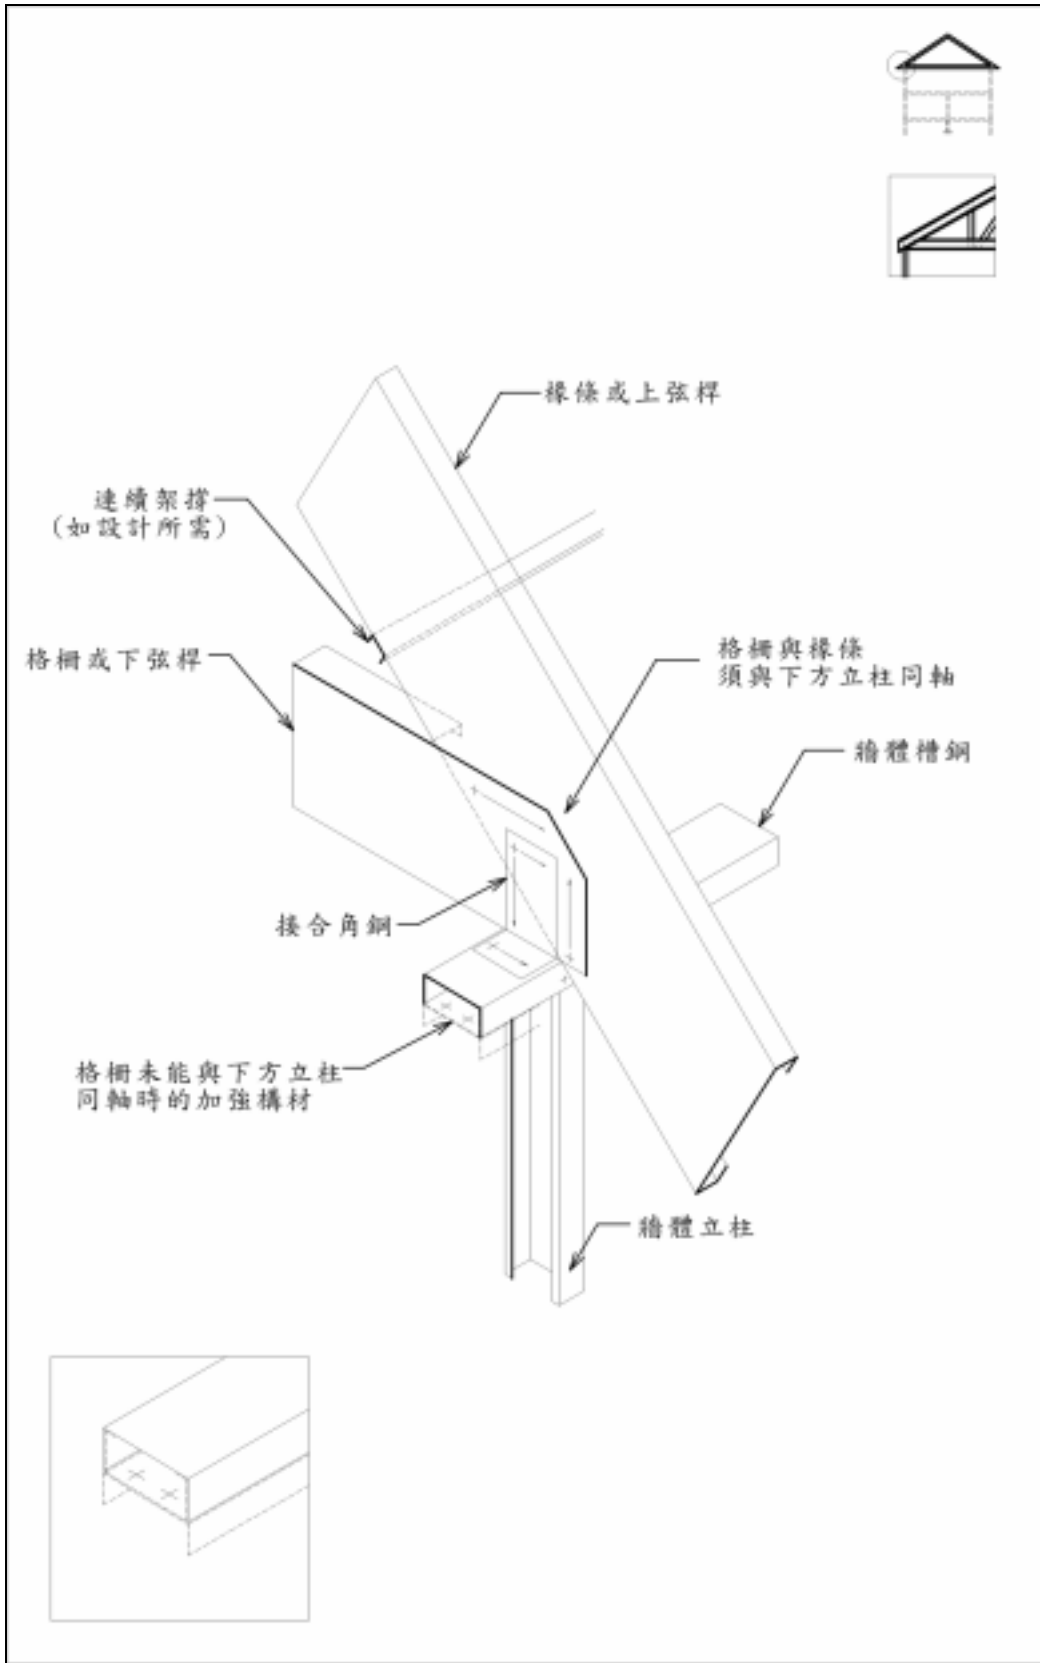 椽條或上弦桿
連續架撐
(如設計所需)
格柵或下弦桿
格柵與椽條
須與下方立柱同軸
牆體槽鋼
接合角鋼
格柵未能與下方立柱
同軸時的加強構材
牆體立柱